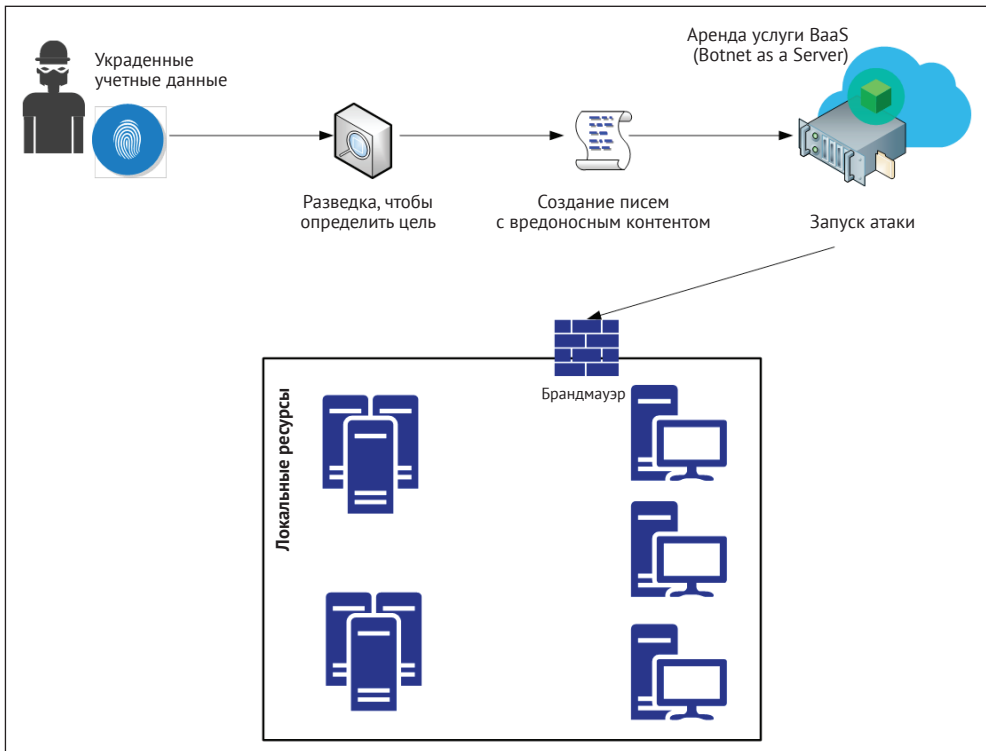 Украденные
учетные данные
Аренда услуги BaaS
(Botnet as a Server)
Разведка, чтобы
определить цель
Создание писем
с вредоносным контентом
Запуск атаки
Брандмауэр
Локальные ресурсы